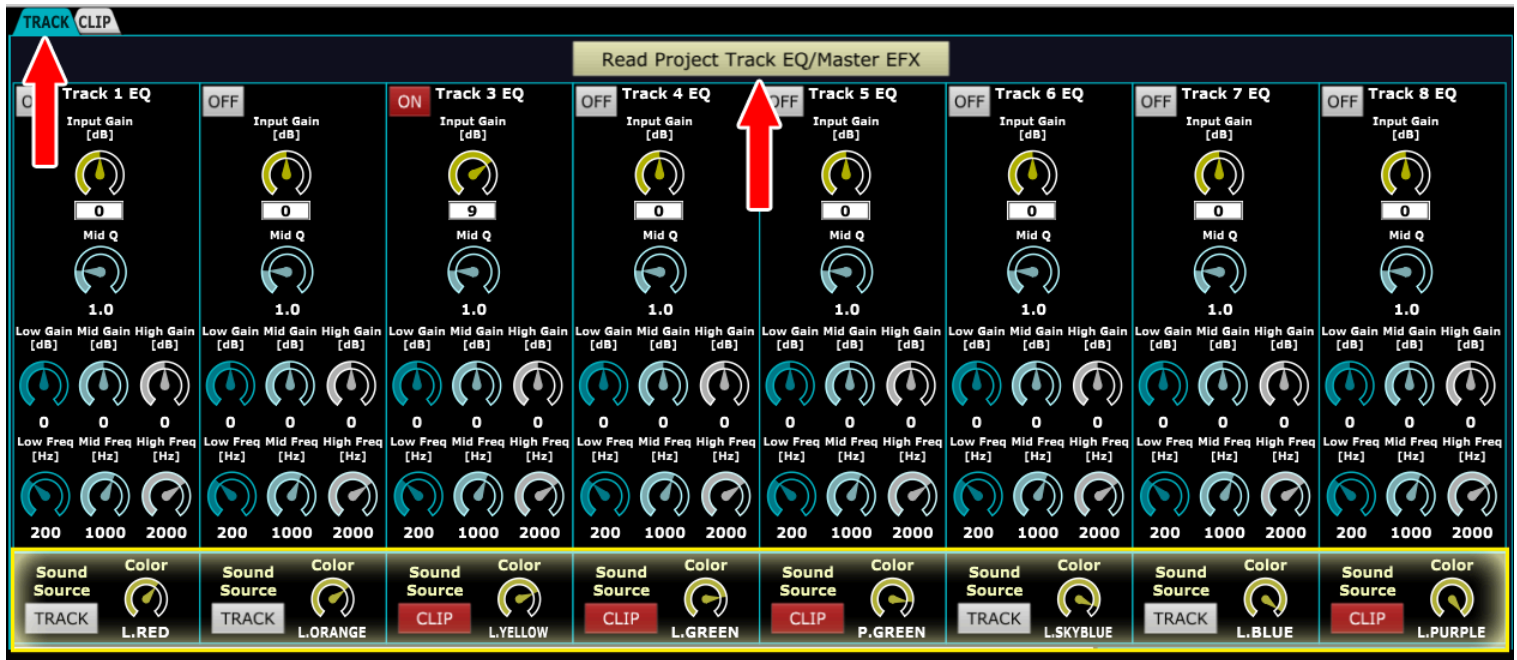 TRACK CLIP
Read Project Track EQ/Master EFX
Track 1 EQ OFF ON Track 3 EQ OFF Track 4 EQ OFF Track 5 EQ OFF Track 6 EQ OFF Track 7 EQ OFF Track 8 EQ
Input Gain Input Gain Input Gain Input Gain Input Gain Input Gain Input Gain Input Gain
[dB] [dB] [dB] [dB] [dB] [dB] [dB] [dB]
0 0 9 0 0 0 0 0
Mid Q Mid Q Mid Q Mid Q Mid Q Mid Q Mid Q Mid Q
1.0 1.0 1.0 1.0 1.0 1.0 1.0 1.0
Low Gain Mid Gain High Gain Low Gain Mid Gain High Gain Low Gain Mid Gain High Gain Low Gain Mid Gain High Gain Low Gain Mid Gain High Gain Low Gain Mid Gain High Gain Low Gain Mid Gain High Gain Low Gain Mid Gain High Gain
[dB] [dB] [dB] [dB] [dB] [dB] [dB] [dB] [dB] [dB] [dB] [dB] [dB] [dB] [dB] [dB] [dB] [dB] [dB] [dB] [dB] [dB] [dB] [dB]
0 0 0 0 0 0 0 0 0 0 0 0 0 0 0 0 0 0 0 0 0 0 0 0
Low Freq Mid Freq High Freq Low Freq Mid Freq High Freq Low Freq Mid Freq High Freq Low Freq Mid Freq High Freq Low Freq Mid Freq High Freq Low Freq Mid Freq High Freq Low Freq Mid Freq High Freq Low Freq Mid Freq High Freq
[Hz] [Hz] [Hz] [Hz] [Hz] [Hz] [Hz] [Hz] [Hz] [Hz] [Hz] [Hz] [Hz] [Hz] [Hz] [Hz] [Hz] [Hz] [Hz] [Hz] [Hz] [Hz] [Hz] [Hz]
200 1000 2000 200 1000 2000 200 1000 2000 200 1000 2000 200 1000 2000 200 1000 2000 200 1000 2000 200 1000 2000
Sound Color Sound Color Sound Color Sound Color Sound Color Sound Color Sound Color Sound Color
Source Source Source Source Source Source Source Source
TRACK L.RED TRACK L.ORANGE CLIP L.YELLOW CLIP L.GREEN CLIP P.GREEN TRACK L.SKYBLUE TRACK L.BLUE CLIP L.PURPLE